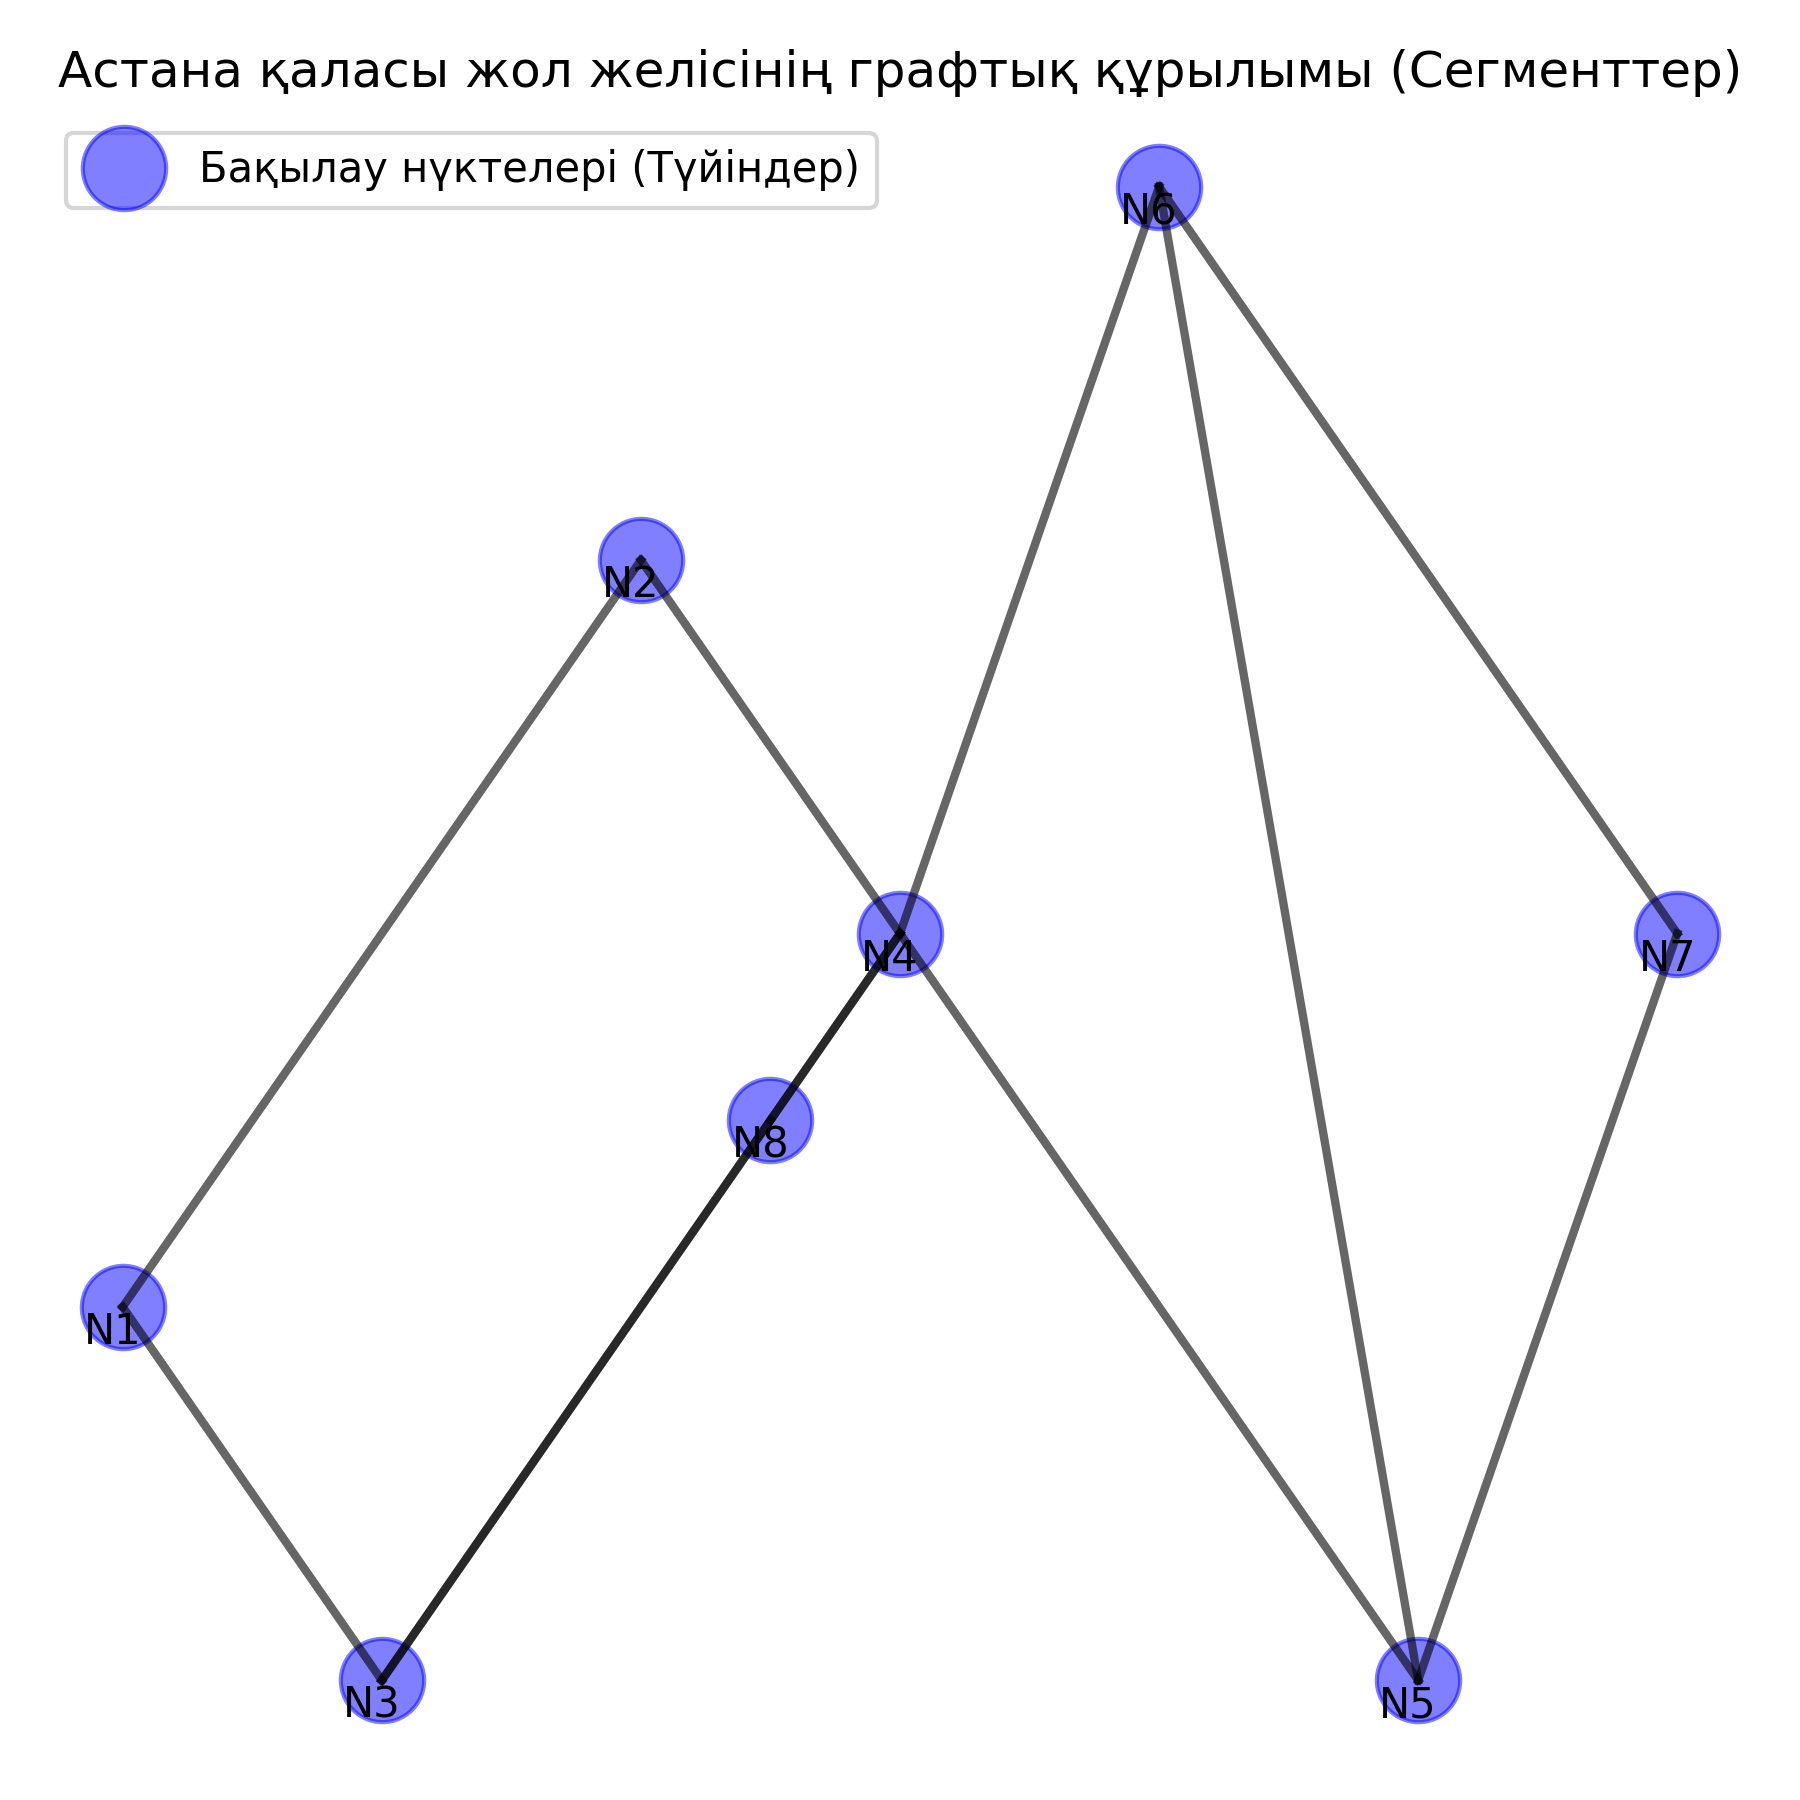 Астана қаласы жол желісінің графтық құрылымы (Сегменттер)
Бақылау нүктелері (Түйіндер)
N6
N2
N4
N7
N8
N1
N3
N5